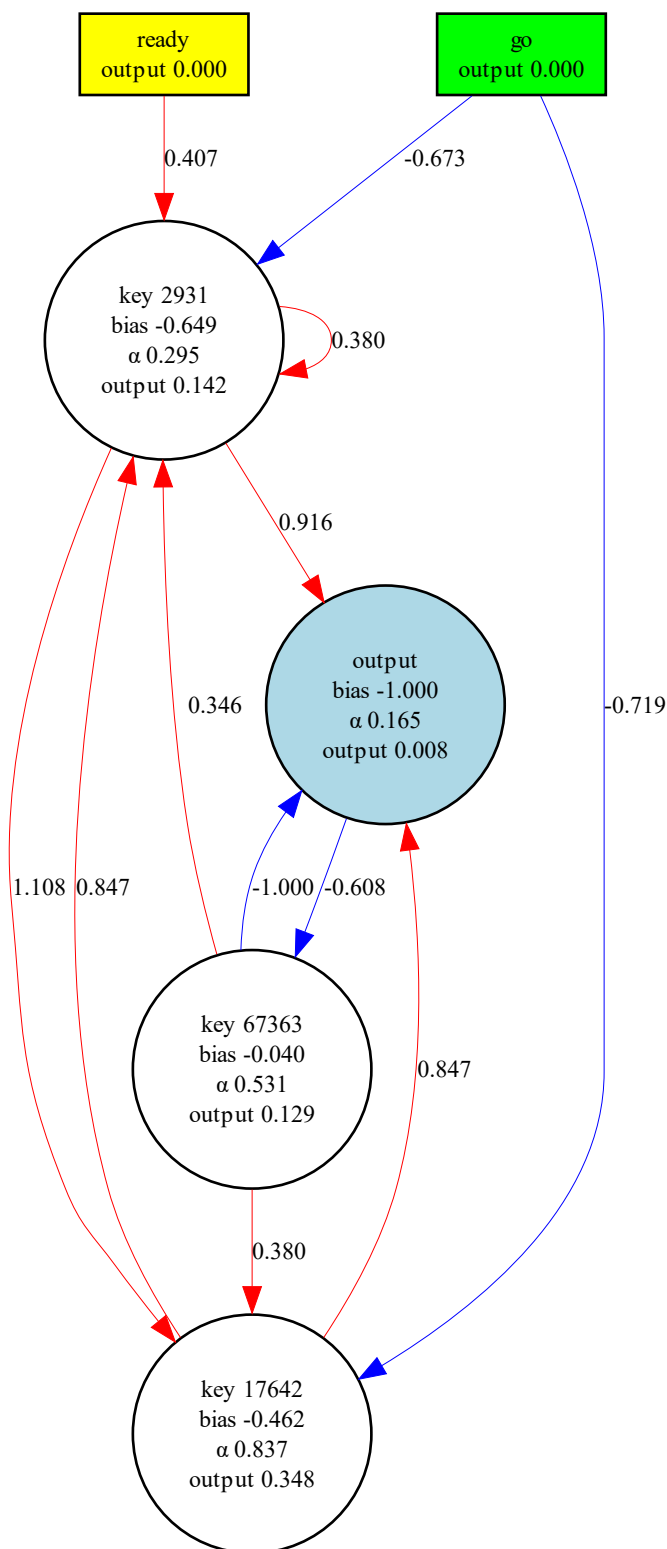 ready
output 0.000
go
output 0.000
0.407
-0.673
key 2931
bias -0.649
α 0.295
output 0.142
0.380
0.916
output
bias -1.000
α 0.165
output 0.008
0.346
-0.719
1.108
0.847
-1.000
-0.608
key 67363
bias -0.040
α 0.531
output 0.129
0.847
0.380
key 17642
bias -0.462
α 0.837
output 0.348